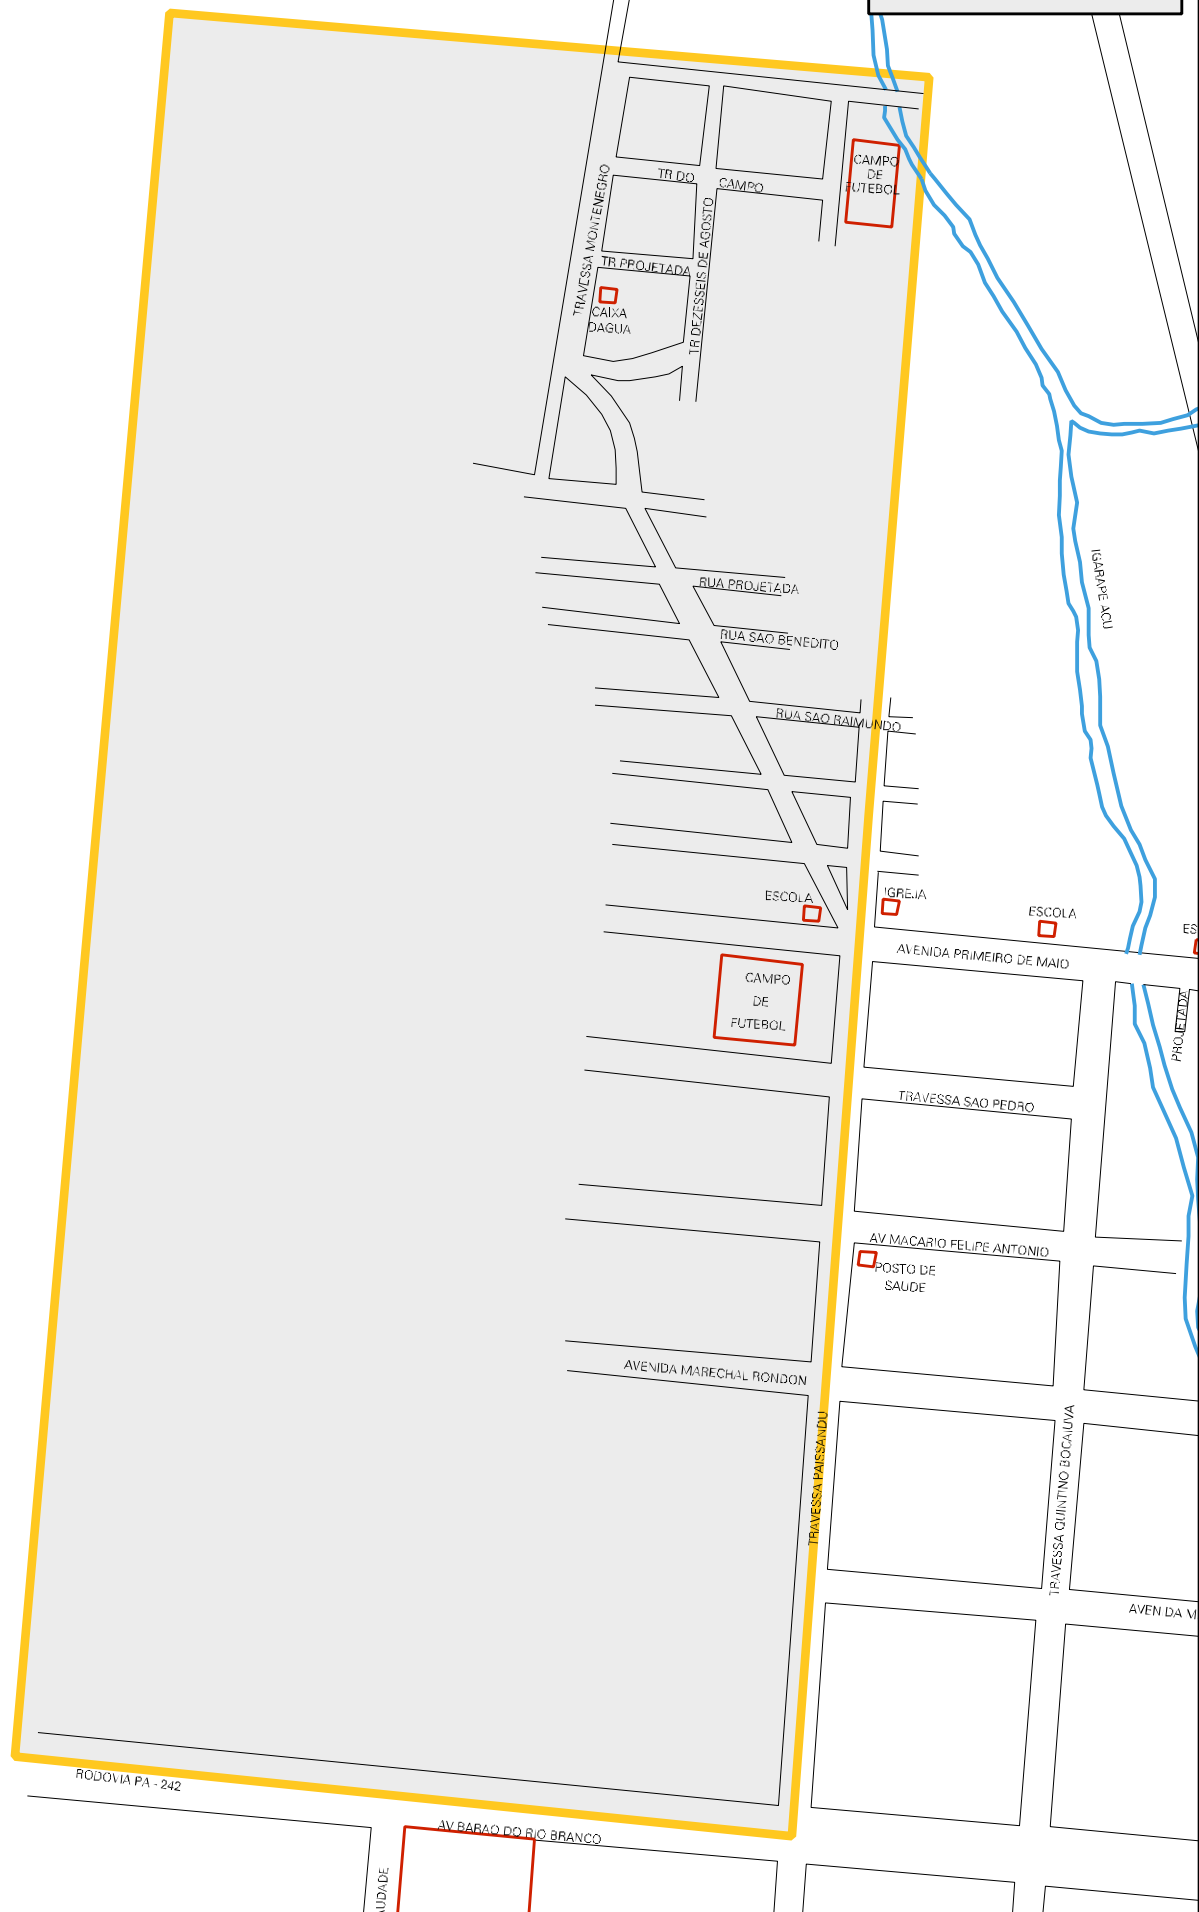 CAMPO
DE
FUTEBOL
TR DO CAMPO
TRAVESSA MONTENEGRO
TR DEZESSEIS DE AGOSTO
TR PROJETADA
CAIXA
DAGUA
IGARAPE ACU
RUA PROJETADA
RUA SAO BENEDITO
RUA SAO RAIMUNDO
ESCOLA
IGREJA
ESCOLA
ES
AVENIDA PRIMEIRO DE MAIO
CAMPO
DE
FUTEBOL
PROJETADA
TRAVESSA SAO PEDRO
AV MACARIO FELIPE ANTONIO
POSTO DE
SAUDE
AVENIDA MARECHAL RONDON
TRAVESSA PAISSANDU
TRAVESSA QUINTINO BOCAIUVA
AVENIDA M
RODOVIA PA - 242
AV BARAO DO RIO BRANCO
AUDADE